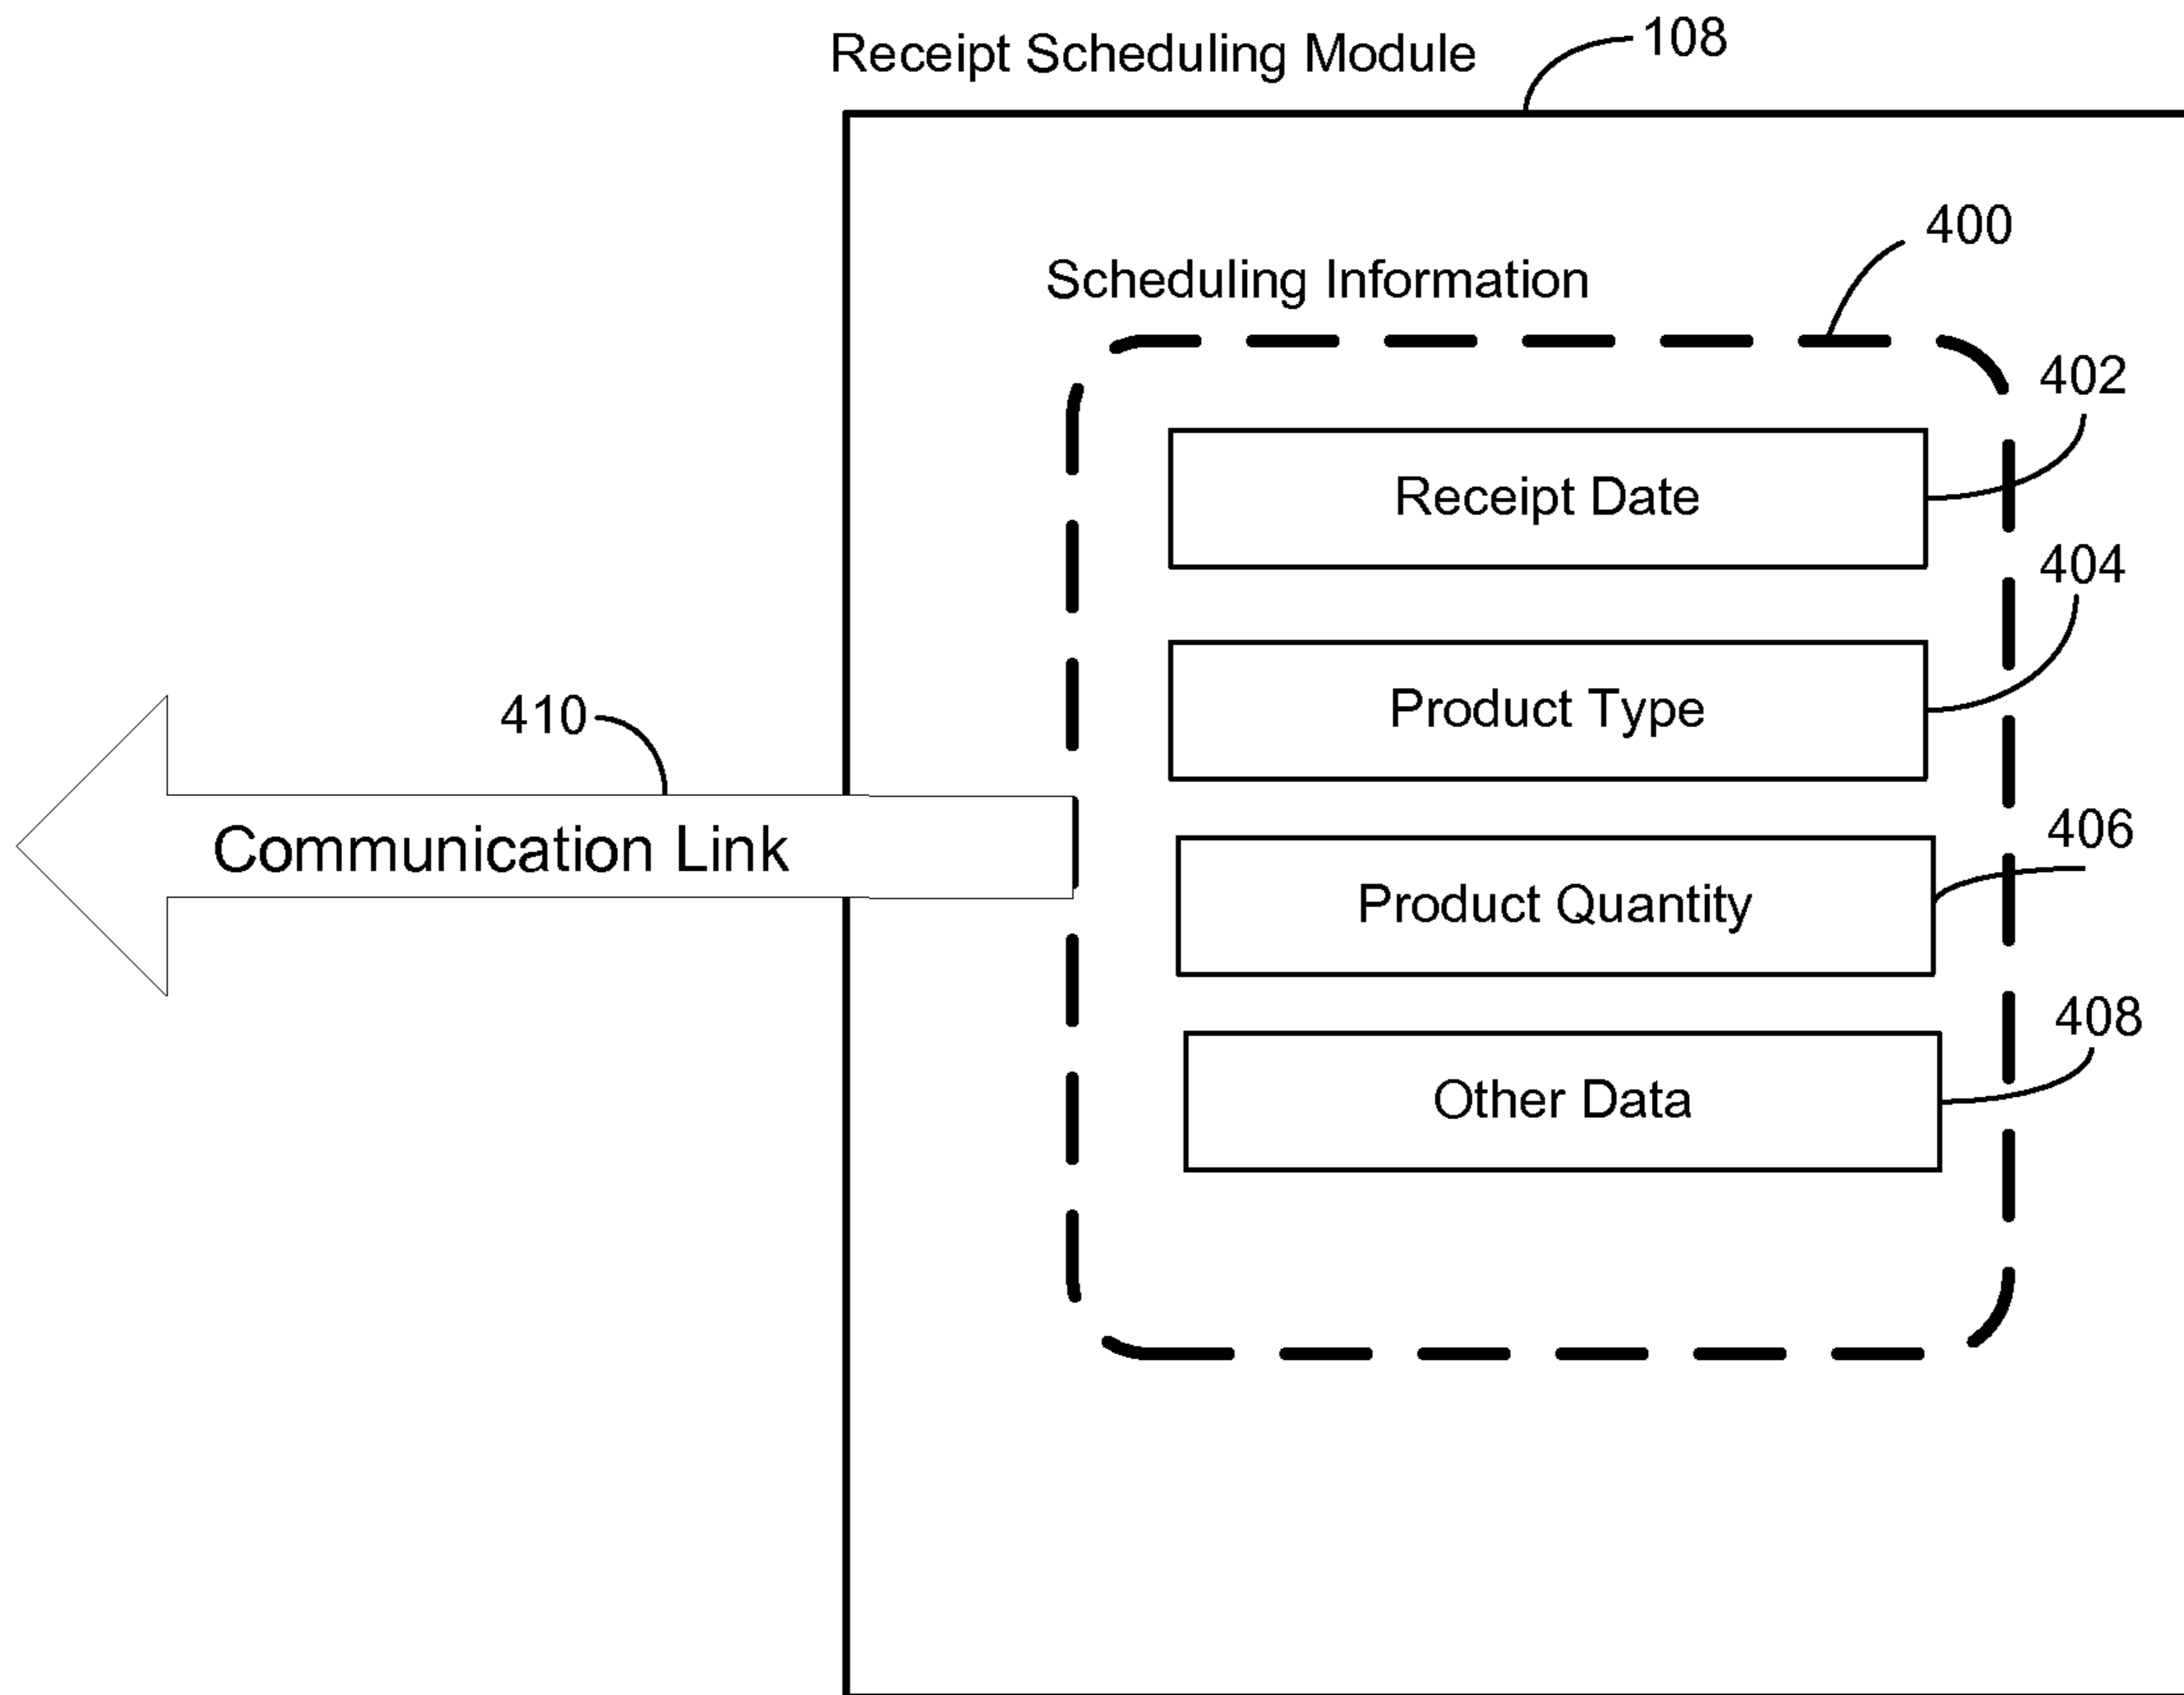 Receipt Scheduling Module
108
400
Scheduling Information
402
Receipt Date
404
Product Type
410
Communication Link
406
Product Quantity
408
Other Data